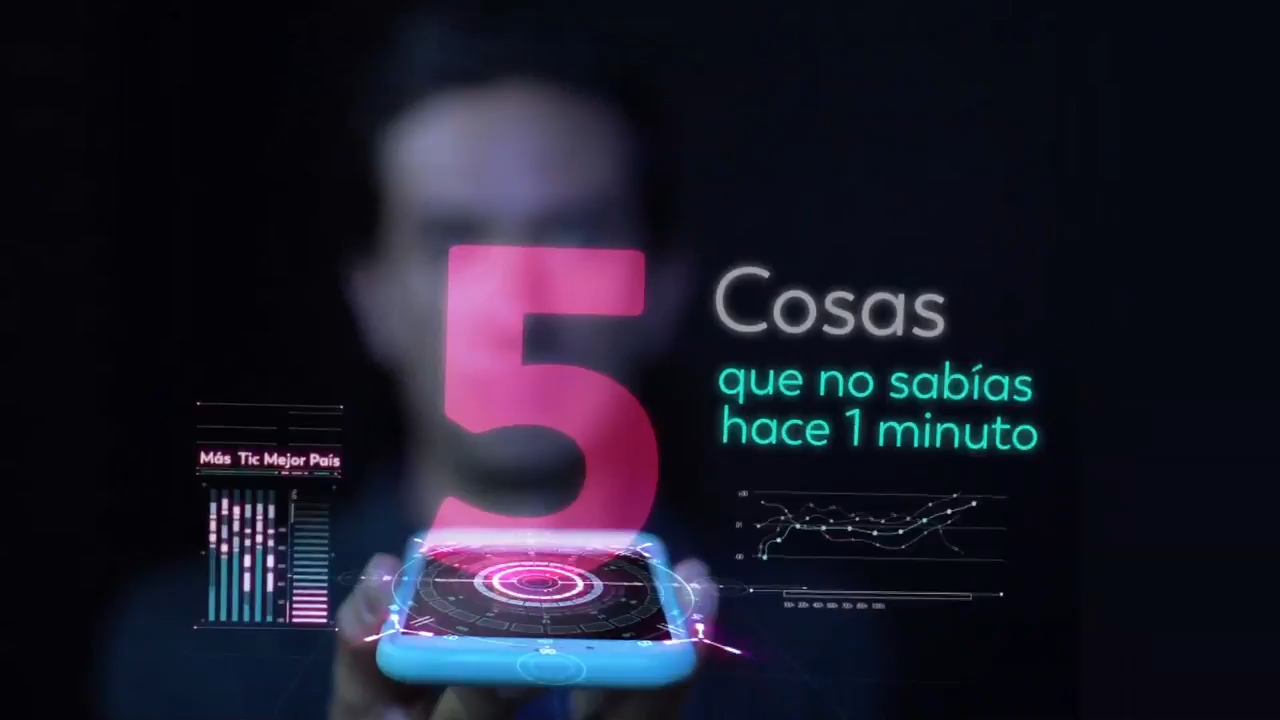 5
Cosas
que no sabías
hace 1 minuto
Más Tic Mejor País